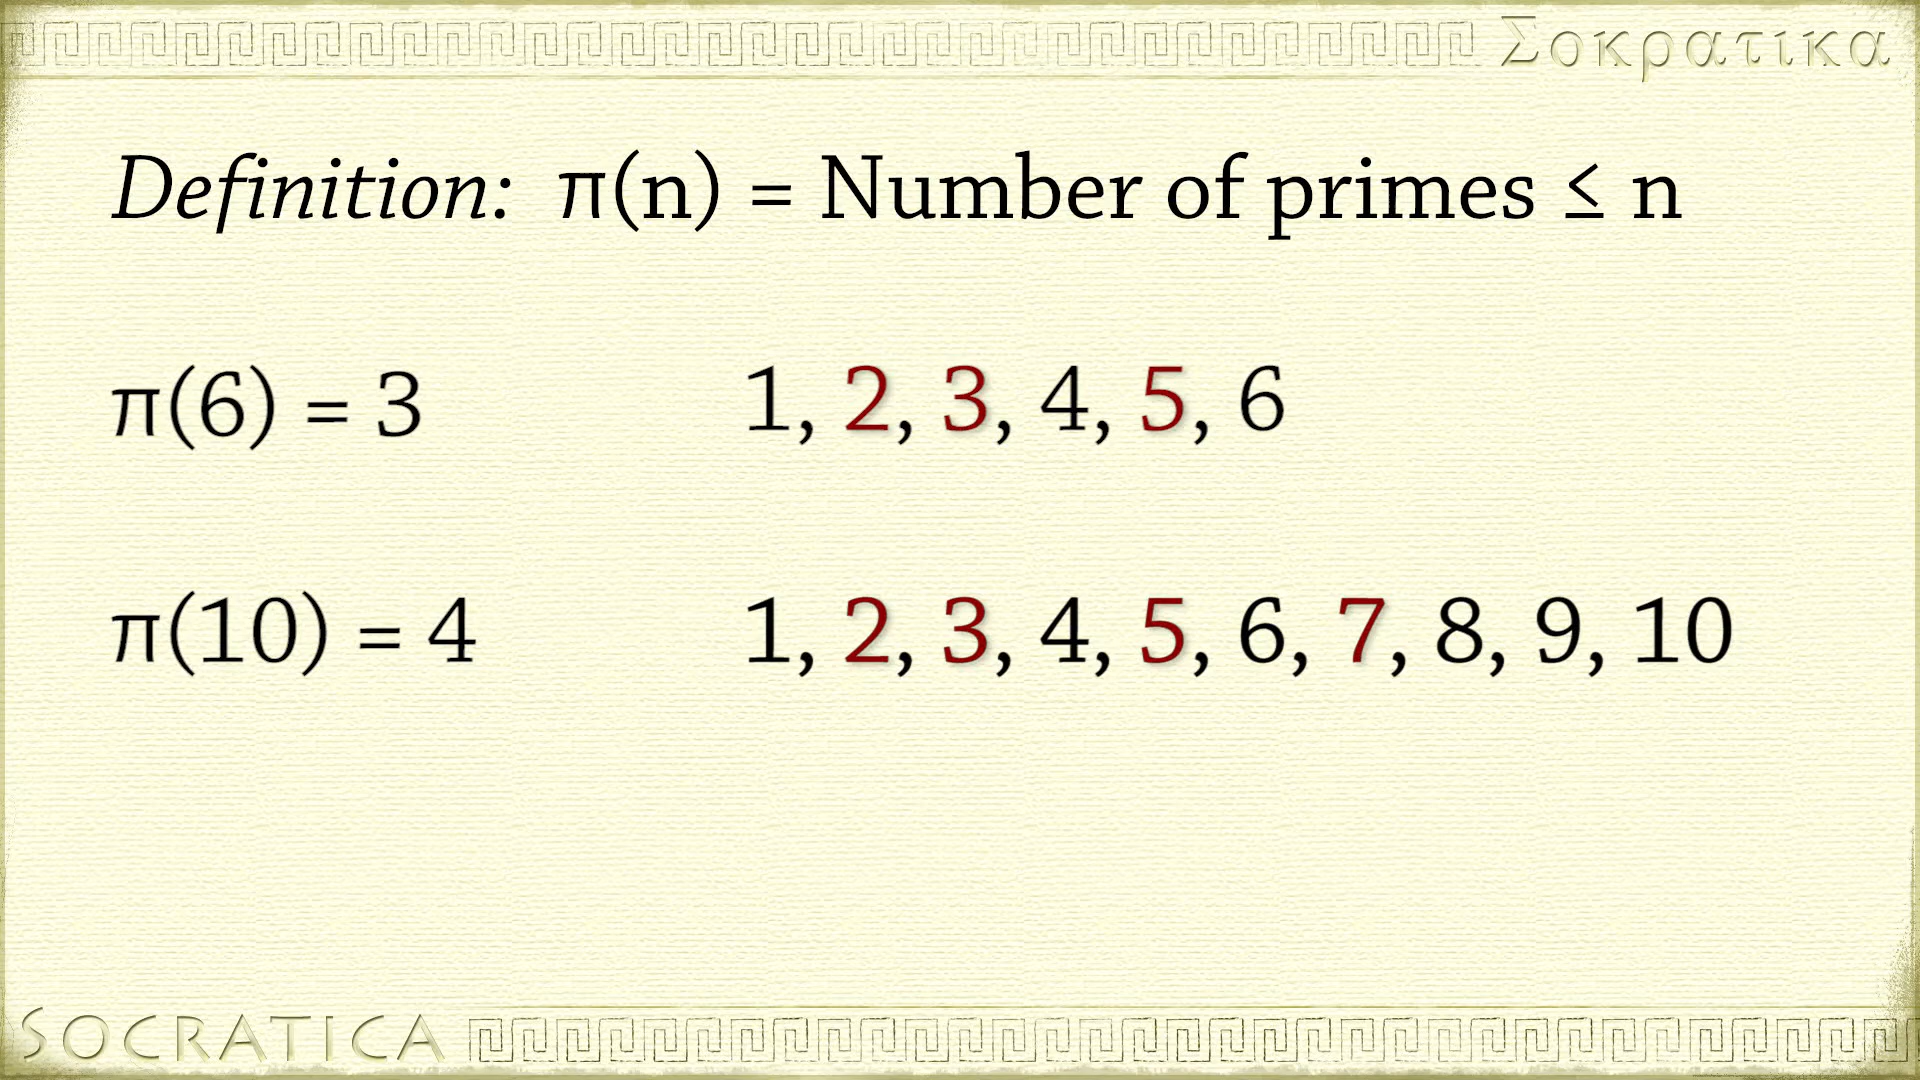 Σοκρατικα
Definition: π(n) = Number of primes ≤ n
π(6) = 3 1, 2, 3, 4, 5, 6
π(10) = 4 1, 2, 3, 4, 5, 6, 7, 8, 9, 10
SOCRATICA